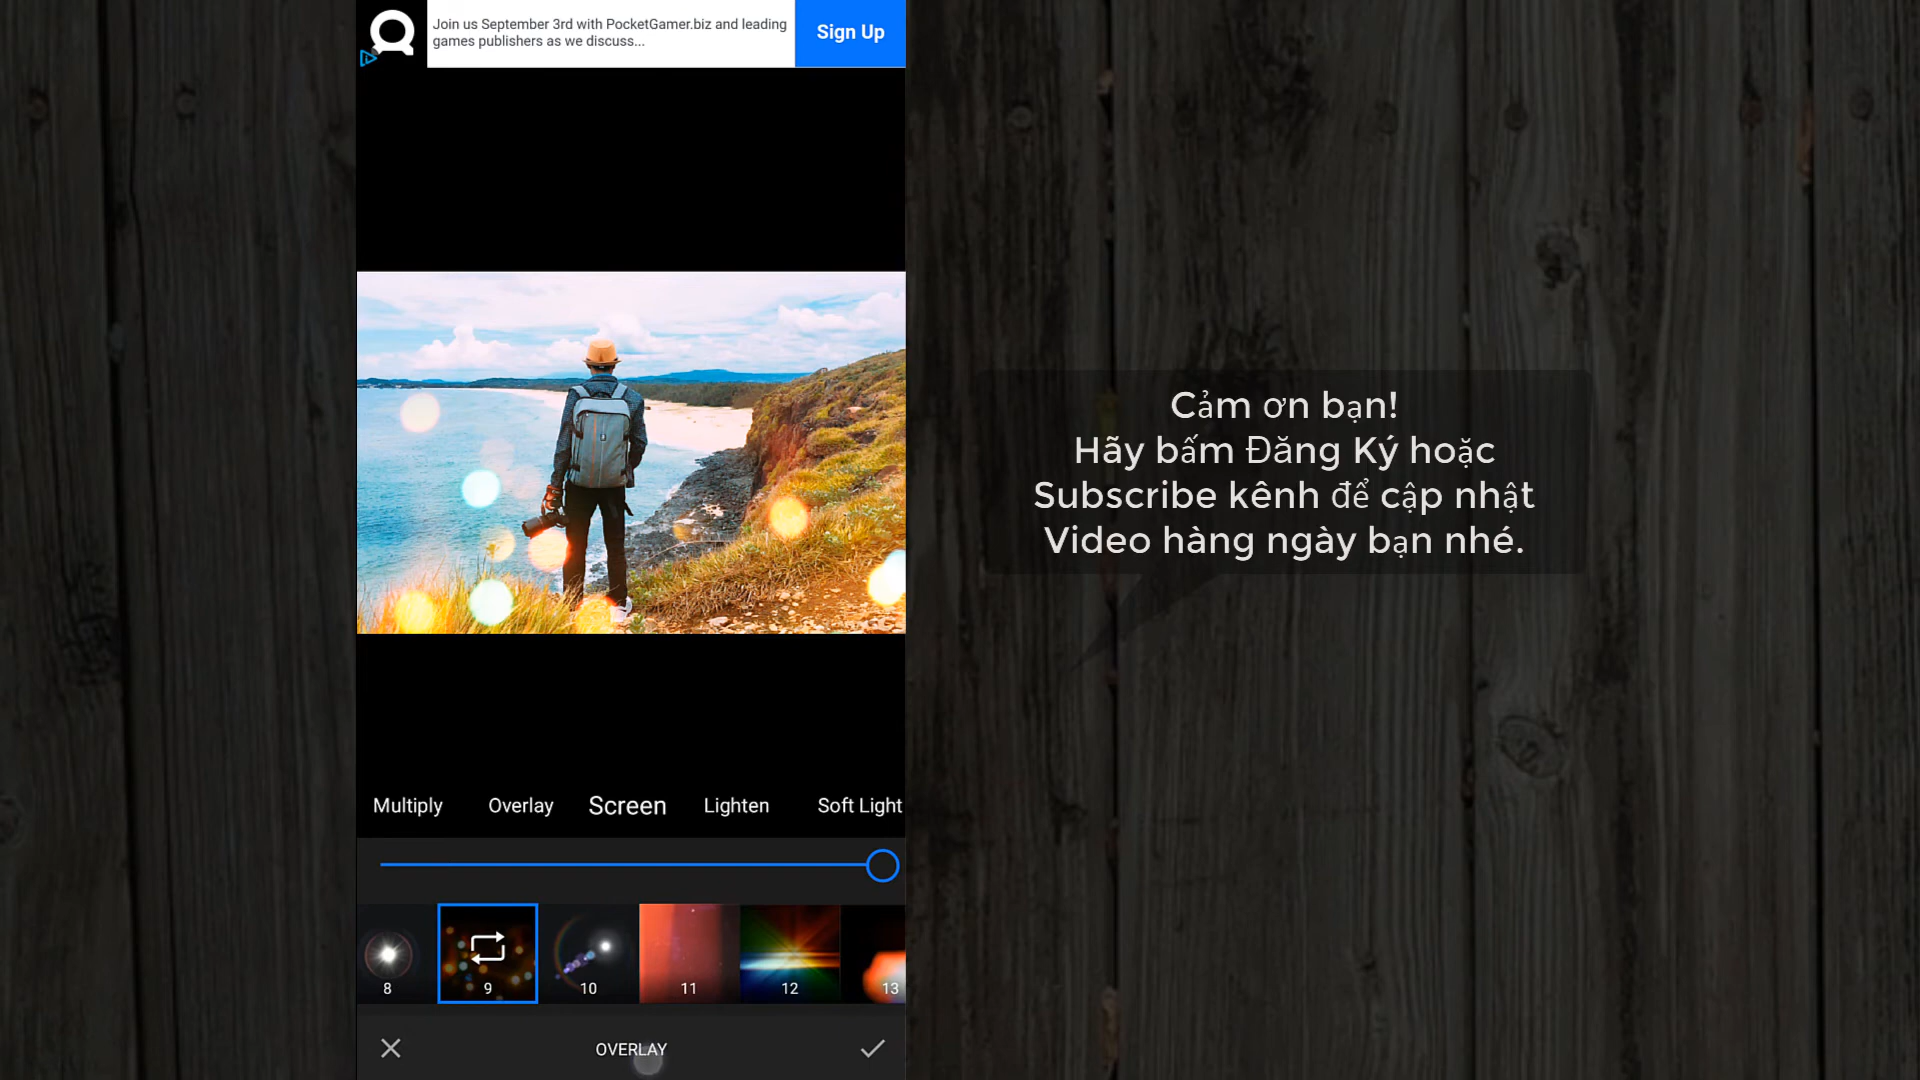 Join us September 3rd with PocketGamer.biz and leading
games publishers as we discuss...
Sign Up
Cảm ơn bạn!
Hãy bấm Đăng Ký hoặc
Subscribe kênh để cập nhật
Video hàng ngày bạn nhé.
Multiply Overlay Screen Lighten Soft Light
8 9 10 11 12 13
OVERLAY